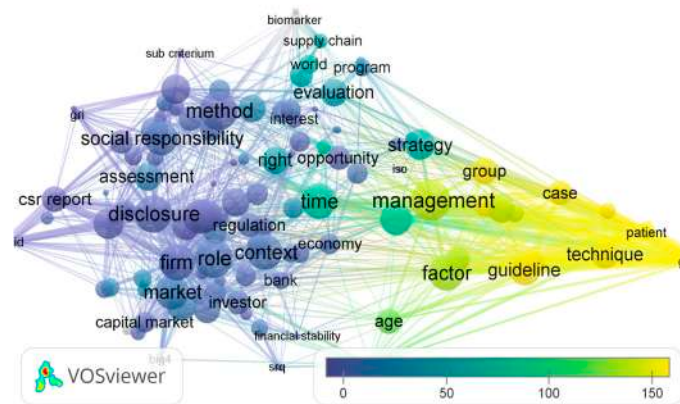 biomarker
supply chain
sub criterium
world
program
evaluation
gri
method
interest
social responsibility
strategy
right
opportunity
assessment
iso
group
case
csr report
time
management
disclosure
regulation
patient
id
economy
firm
role
context
technique
factor
guideline
bank
market
investor
age
capital market
financial stability
big4
srq
VOSviewer
0
50
100
150